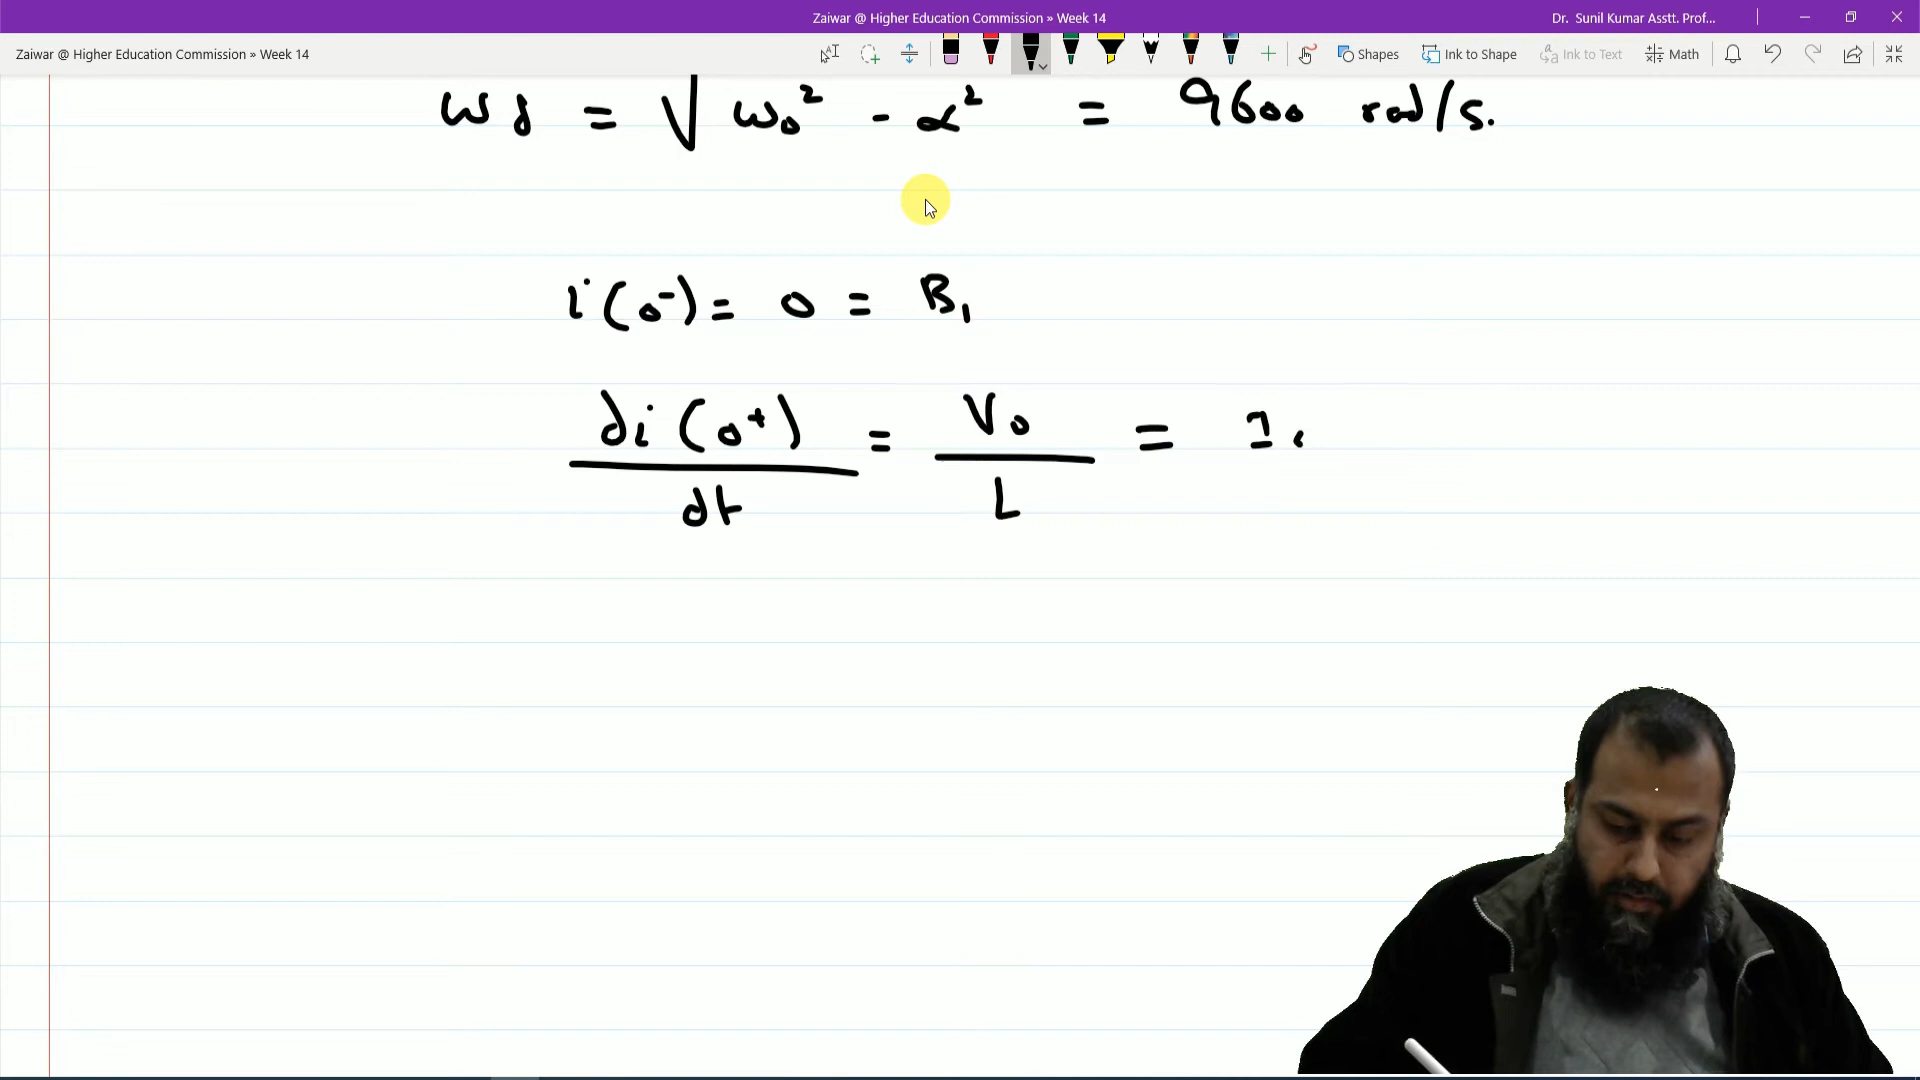 Zaiwar @ Higher Education Commission » Week 14
Dr. Sunil Kumar Asstt. Prof...
Zaiwar @ Higher Education Commission » Week 14
Shapes
Ink to Shape
Ink to Text
Math
ωd = √ω₀² - α² = 9600 rad/s.
i(0⁻) = 0 = B₁
di(0⁺)/dt = V₀/L =